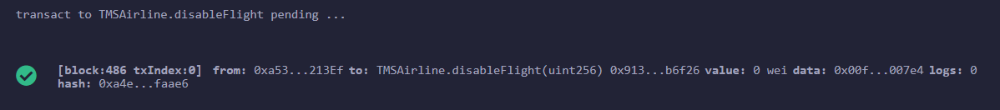 transact to TMSAirline.disableFlight pending ...
[block:486 txIndex:0] from: 0xa53...213Ef to: TMSAirline.disableFlight(uint256) 0x913...b6f26 value: 0 wei data: 0x00f...007e4 logs: 0
hash: 0xa4e...faae6